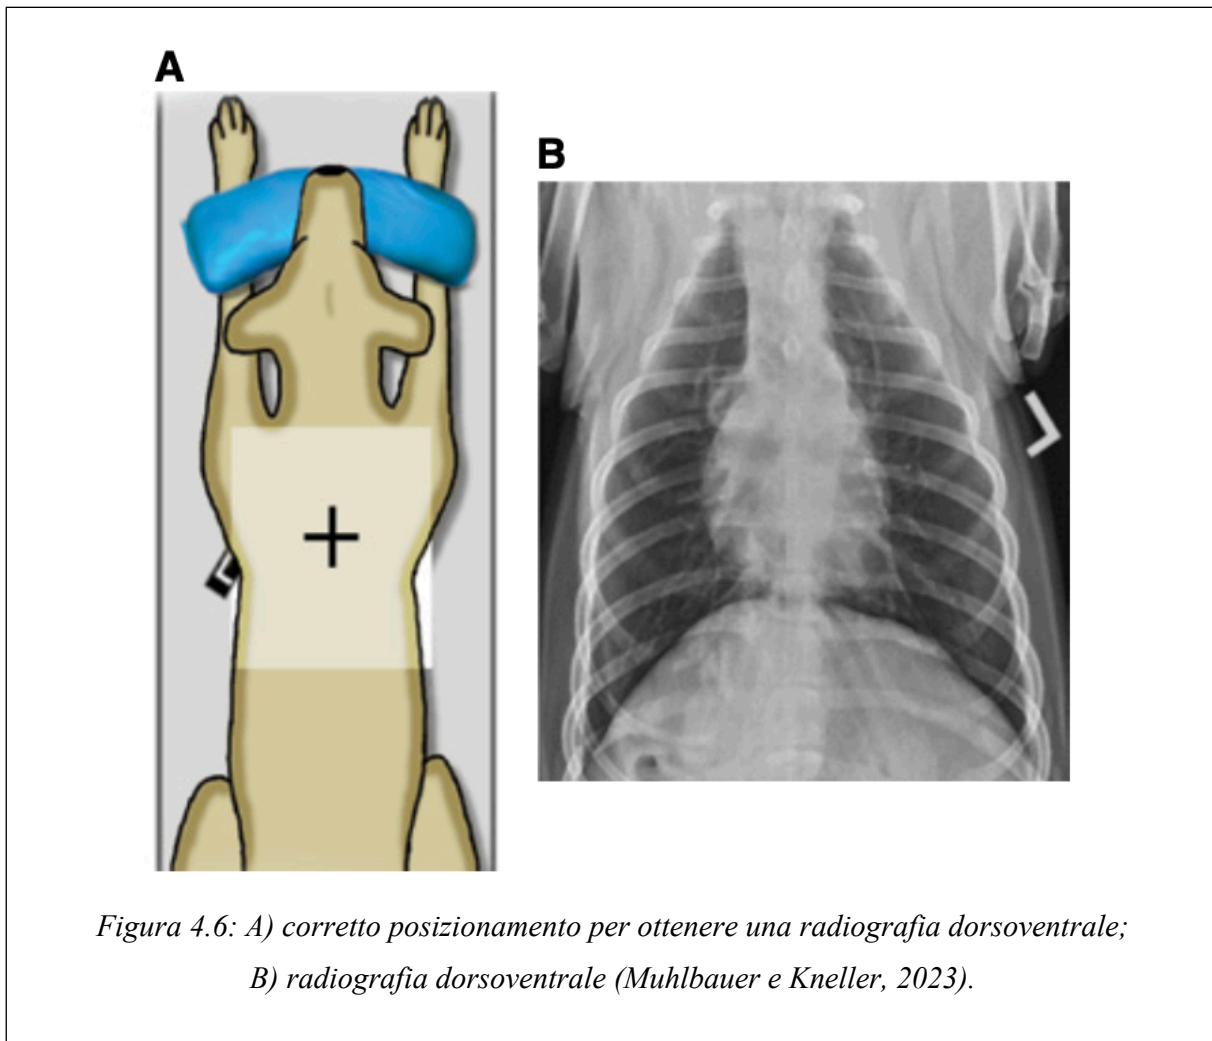 A
B
L
L
Figura 4.6: A) corretto posizionamento per ottenere una radiografia dorsoventrale;
B) radiografia dorsoventrale (Muhlbauer e Kneller, 2023).